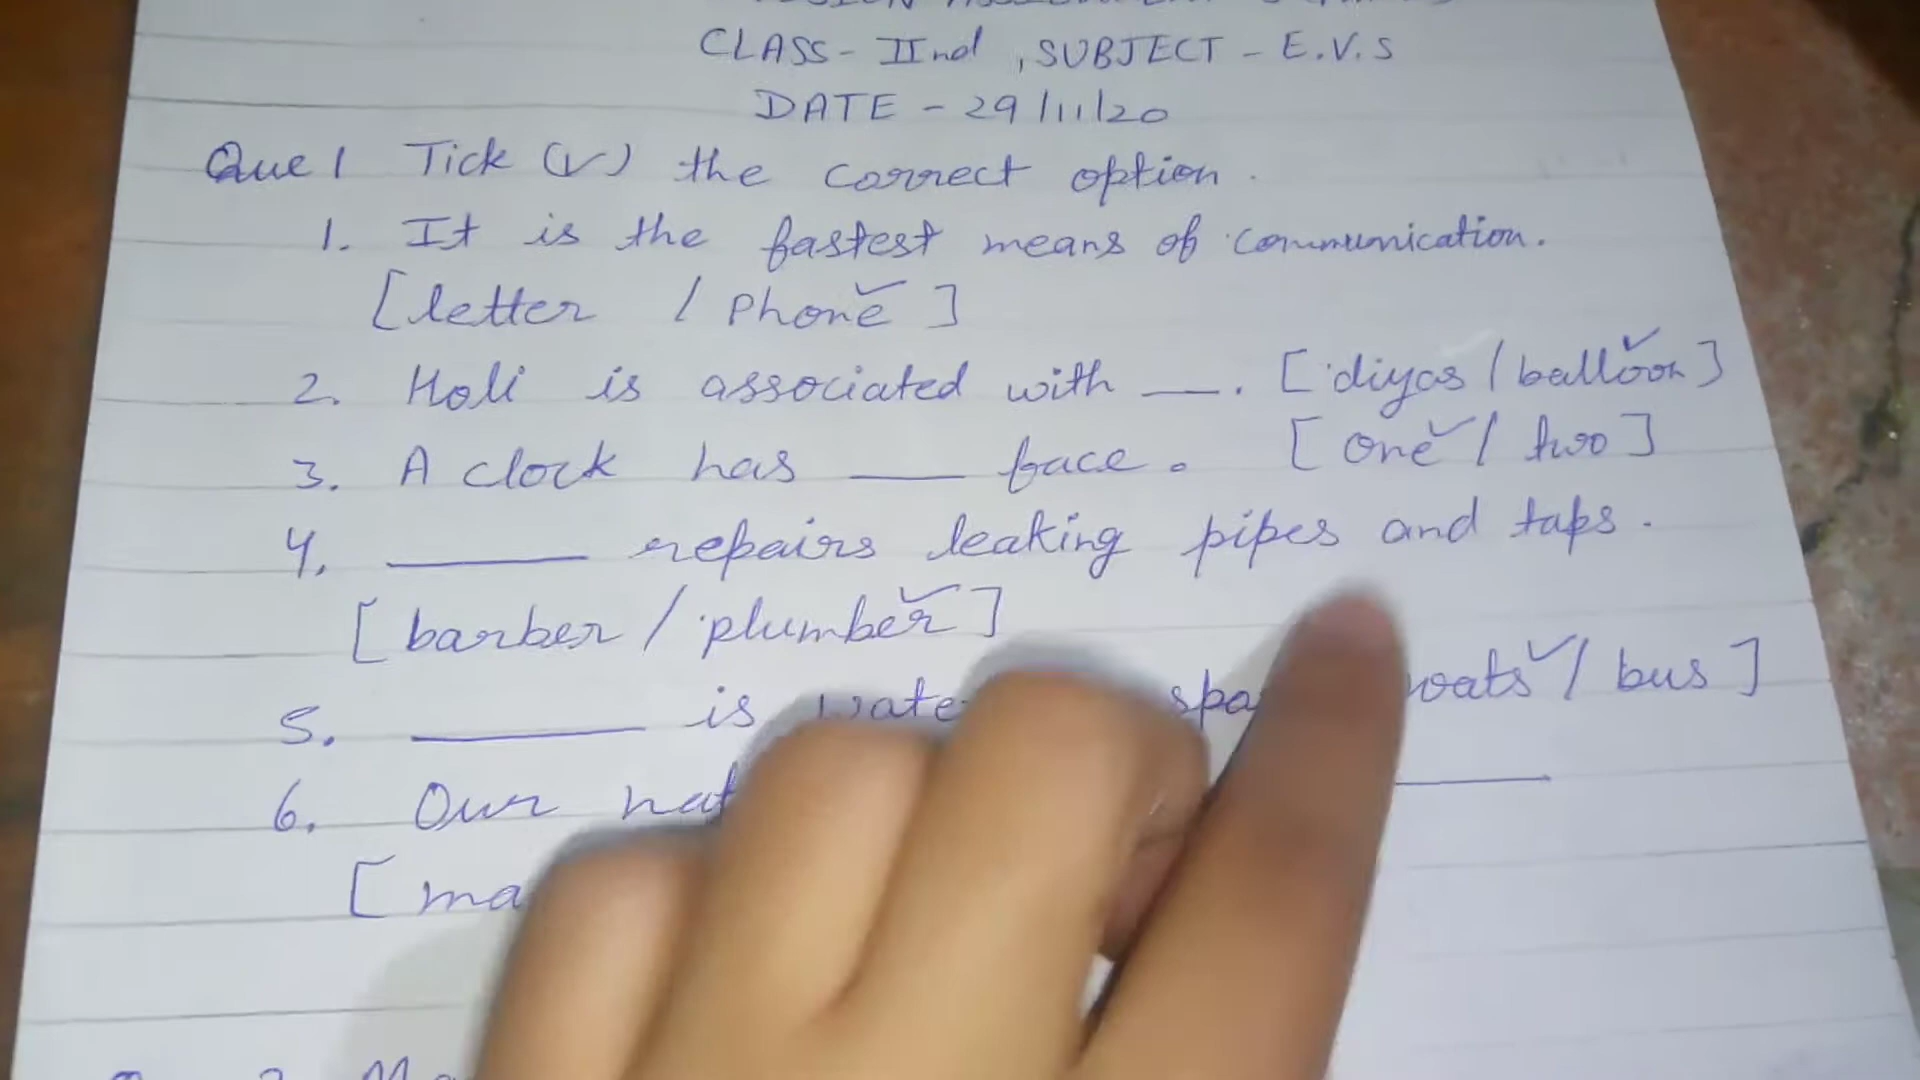 CLASS - IInd , SUBJECT - E.V.S
DATE - 29/11/20
Que 1 Tick (✓) the correct option.
1. It is the fastest means of communication.
[letter / Phone ✓]
2. Holi is associated with ___. [diyas / balloon ✓]
3. A clock has ___ face. [one ✓ / two]
4. ___ repairs leaking pipes and taps.
[barber / plumber ✓]
5. ___ is / bus]
6. Our ___
[